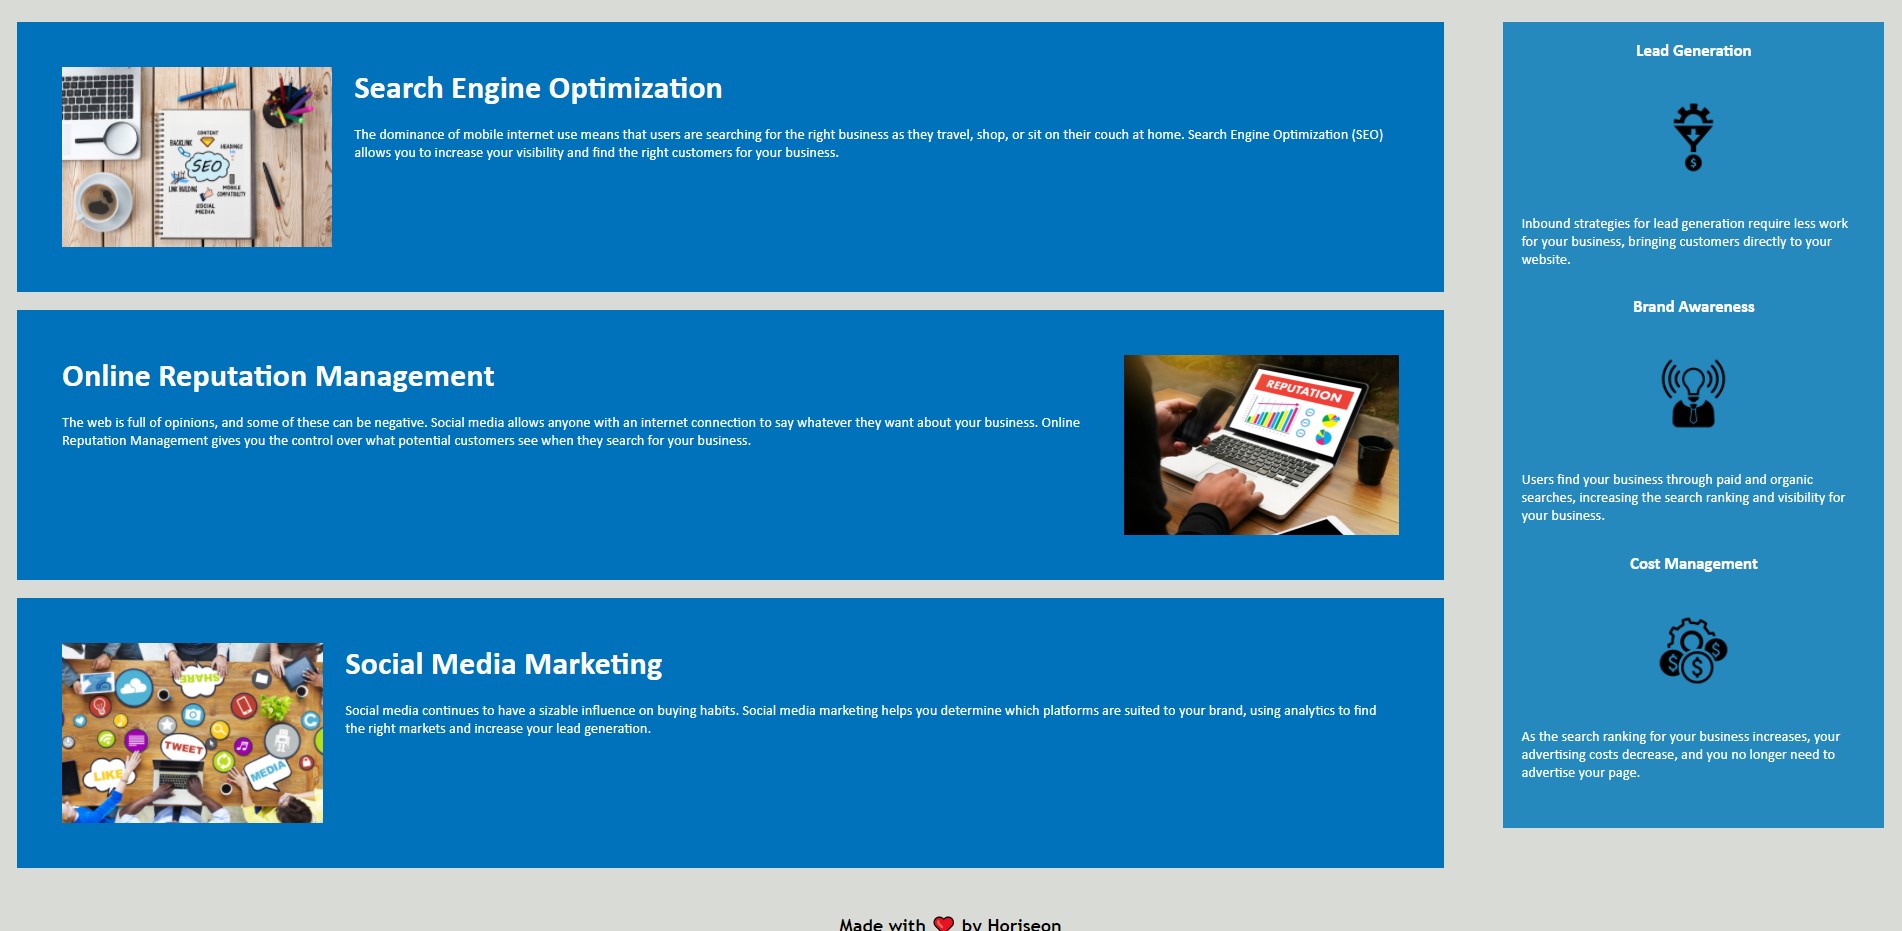 Search Engine Optimization
The dominance of mobile internet use means that users are searching for the right business as they travel, shop, or sit on their couch at home. Search Engine Optimization (SEO)
allows you to increase your visibility and find the right customers for your business.
CONTENT
BACKLINK
HEADINGS
SEO
LINK BUILDING
MOBILE
COMPATIBILITY
SOCIAL
MEDIA
Online Reputation Management
The web is full of opinions, and some of these can be negative. Social media allows anyone with an internet connection to say whatever they want about your business. Online
Reputation Management gives you the control over what potential customers see when they search for your business.
REPUTATION
Social Media Marketing
Social media continues to have a sizable influence on buying habits. Social media marketing helps you determine which platforms are suited to your brand, using analytics to find
the right markets and increase your lead generation.
SHARE
TWEET
LIKE
MEDIA
Lead Generation
$
Inbound strategies for lead generation require less work
for your business, bringing customers directly to your
website.
Brand Awareness
Users find your business through paid and organic
searches, increasing the search ranking and visibility for
your business.
Cost Management
$ $ $
As the search ranking for your business increases, your
advertising costs decrease, and you no longer need to
advertise your page.
Made with ❤️ by Horiseon